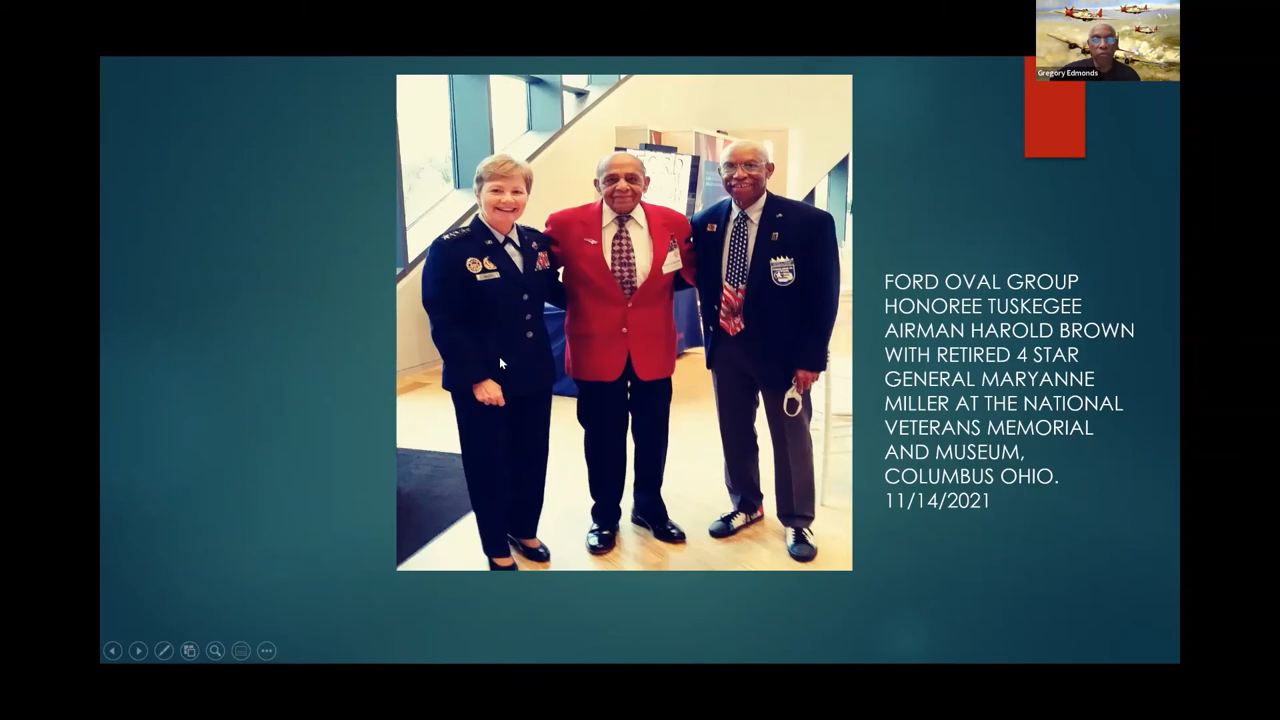 Gregory Edmonds
FORD OVAL GROUP
HONOREE TUSKEGEE
AIRMAN HAROLD BROWN
WITH RETIRED 4 STAR
GENERAL MARYANNE
MILLER AT THE NATIONAL
VETERANS MEMORIAL
AND MUSEUM,
COLUMBUS OHIO.
11/14/2021